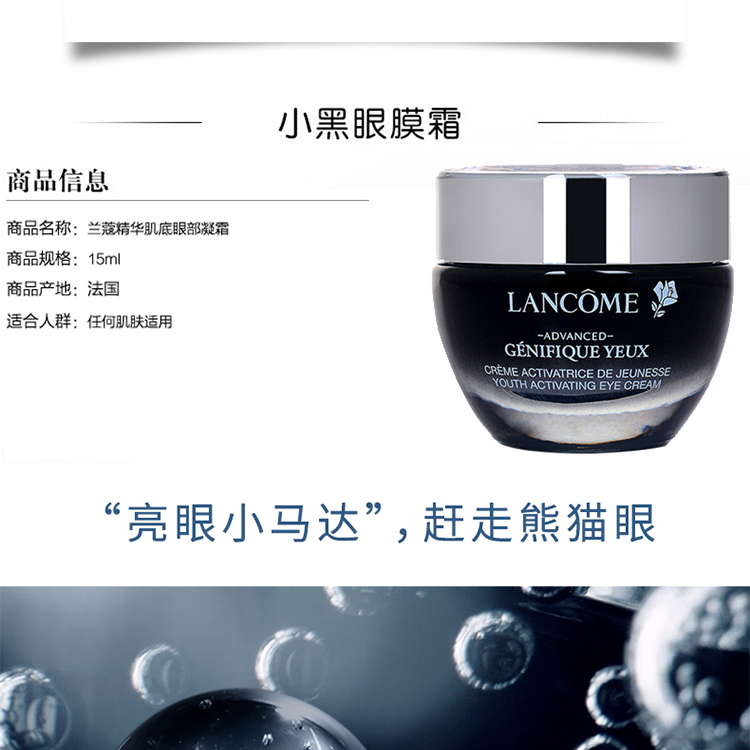 小黑眼膜霜
商品信息
商品名称：兰蔻精华肌底眼部凝霜
商品规格：15ml
商品产地：法国
适合人群：任何肌肤适用
LANCÔME
-ADVANCED-
GÉNIFIQUE YEUX
CRÈME ACTIVATRICE DE JEUNESSE
YOUTH ACTIVATING EYE CREAM
“亮眼小马达”，赶走熊猫眼